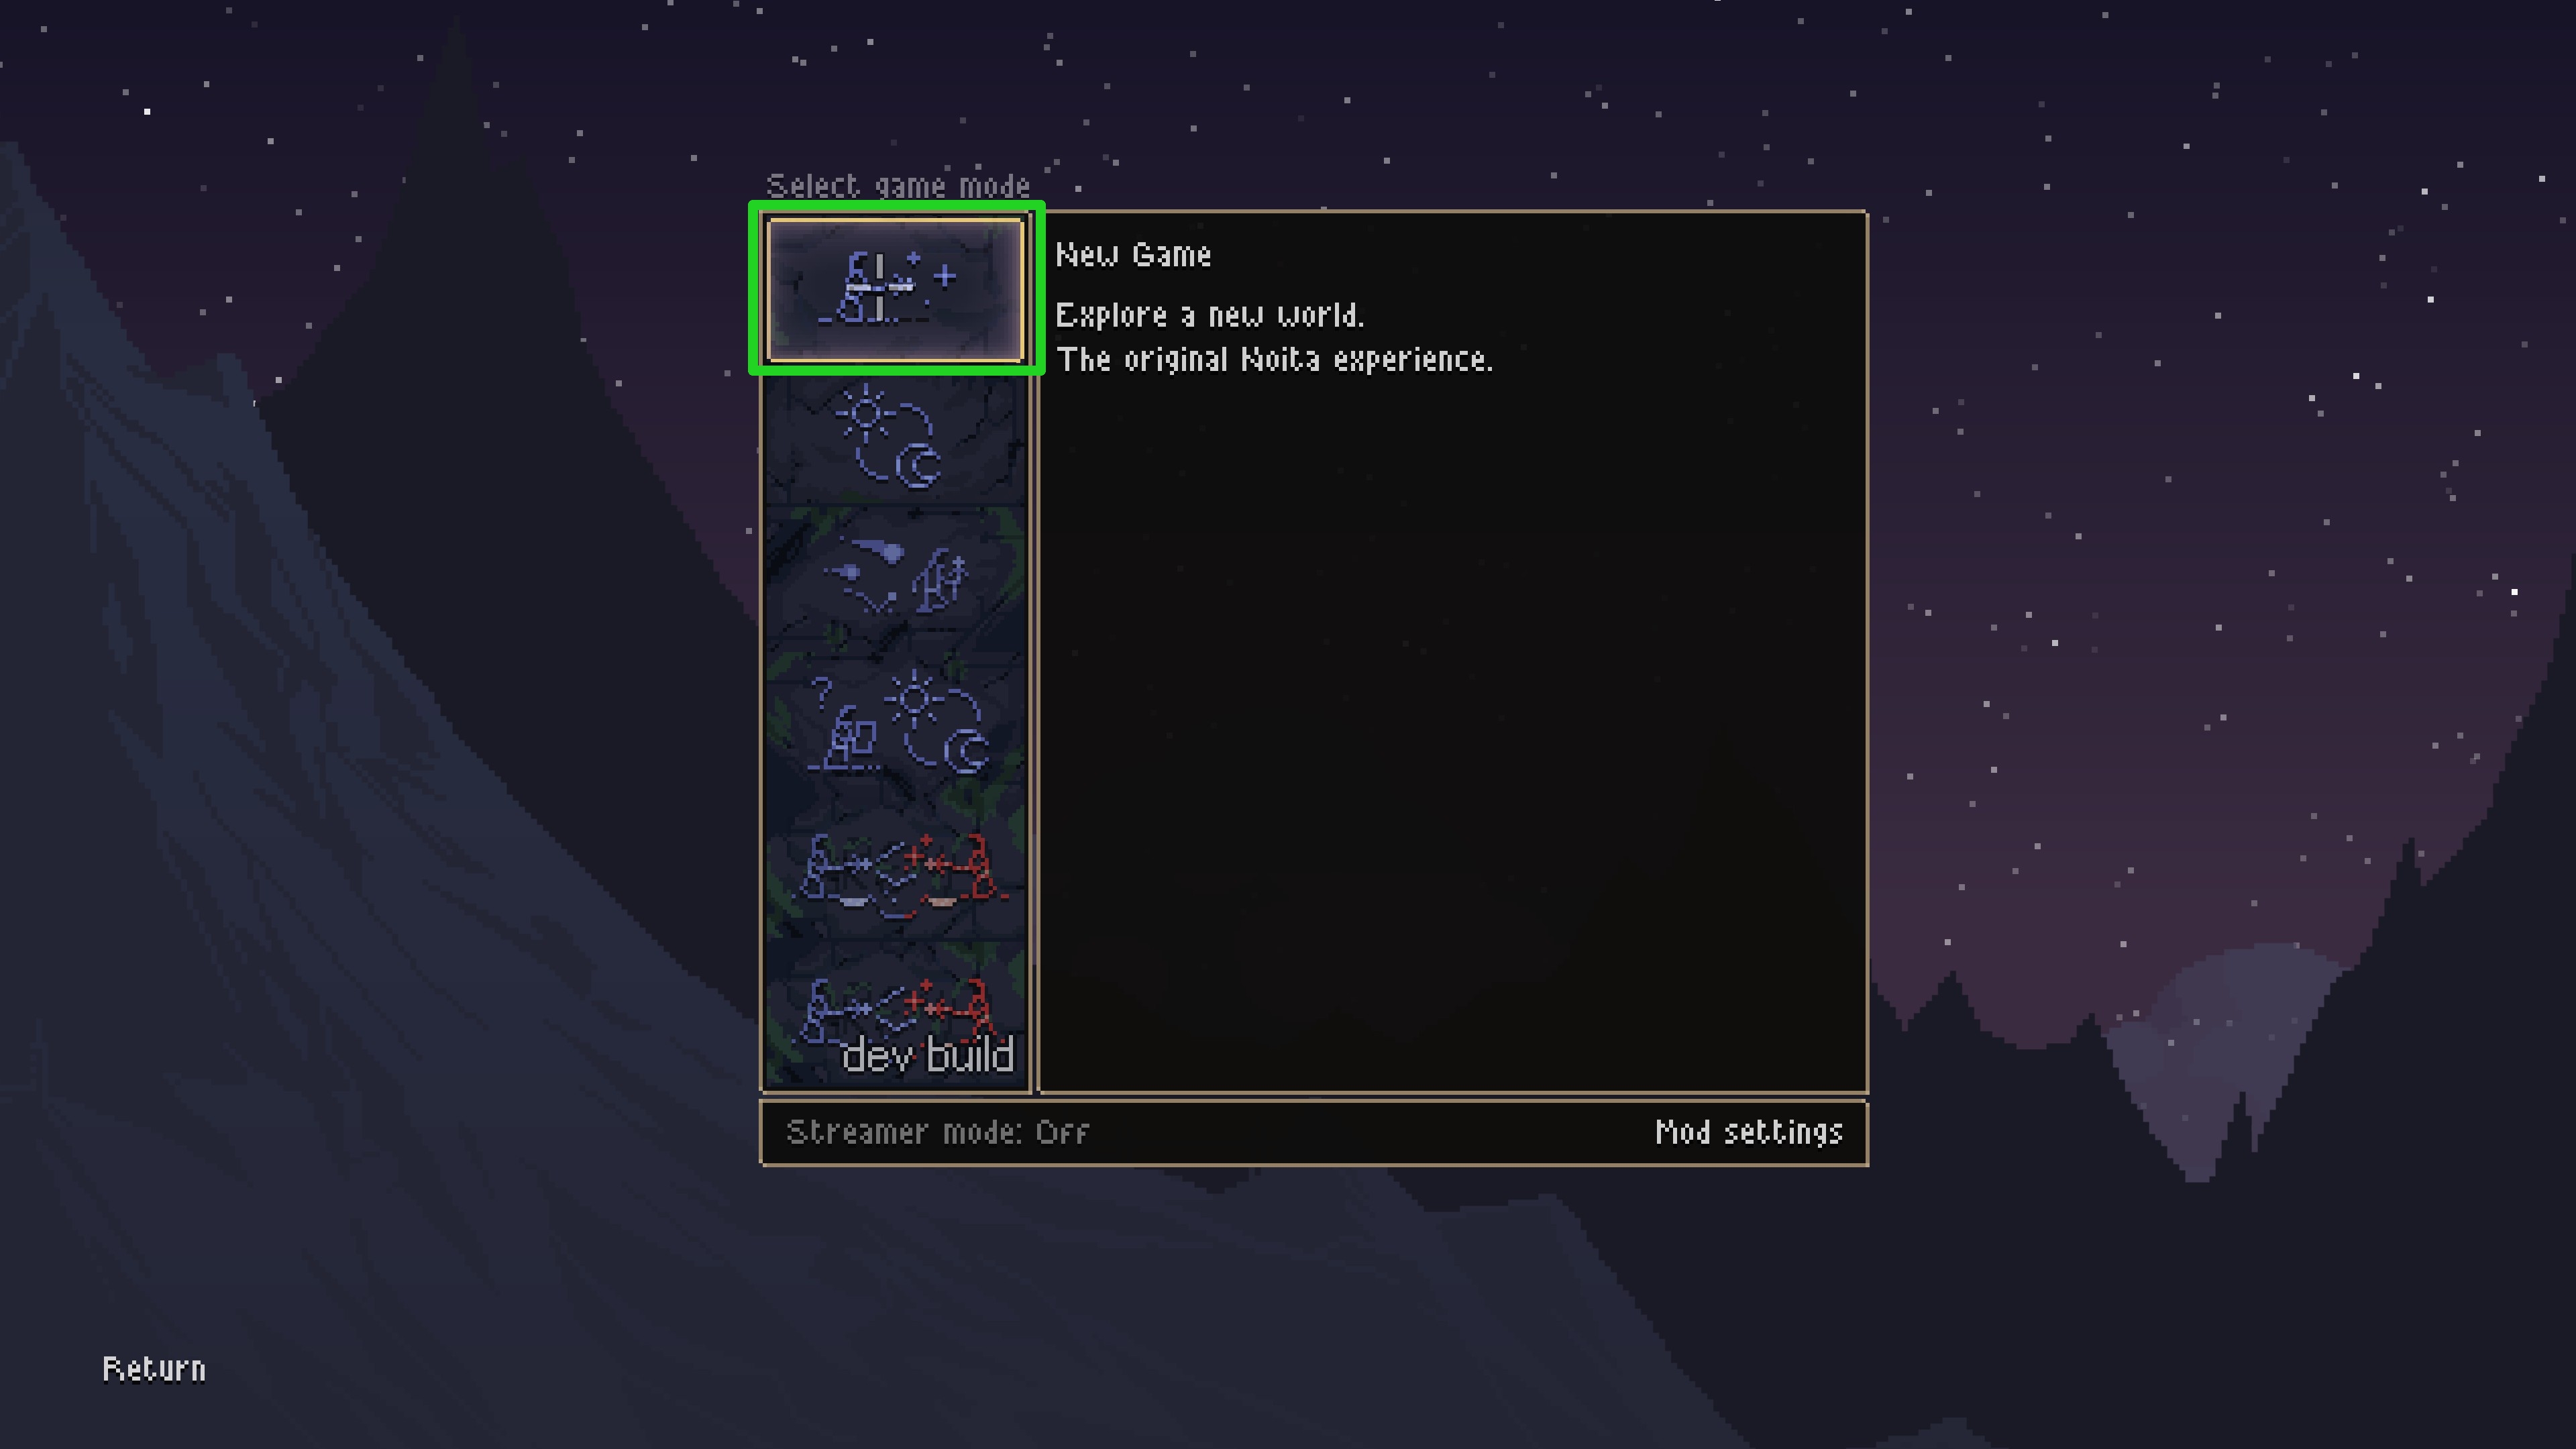 Select game mode
New Game
Explore a new world.
The original Noita experience.
dev build
Streamer mode: Off
Mod settings
Return